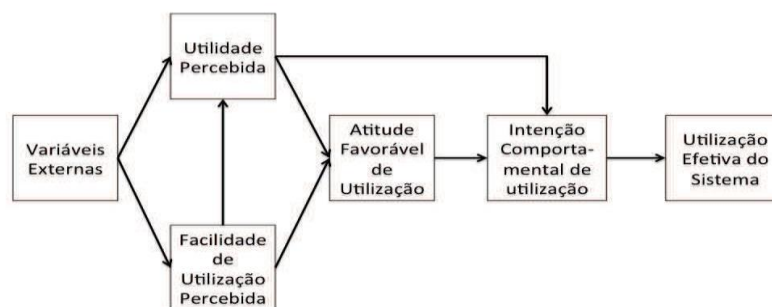 Utilidade
Percebida
Variáveis
Externas
Atitude
Favorável
de
Utilização
Intenção
Comporta-
mental de
utilização
Utilização
Efetiva do
Sistema
Facilidade
de
Utilização
Percebida